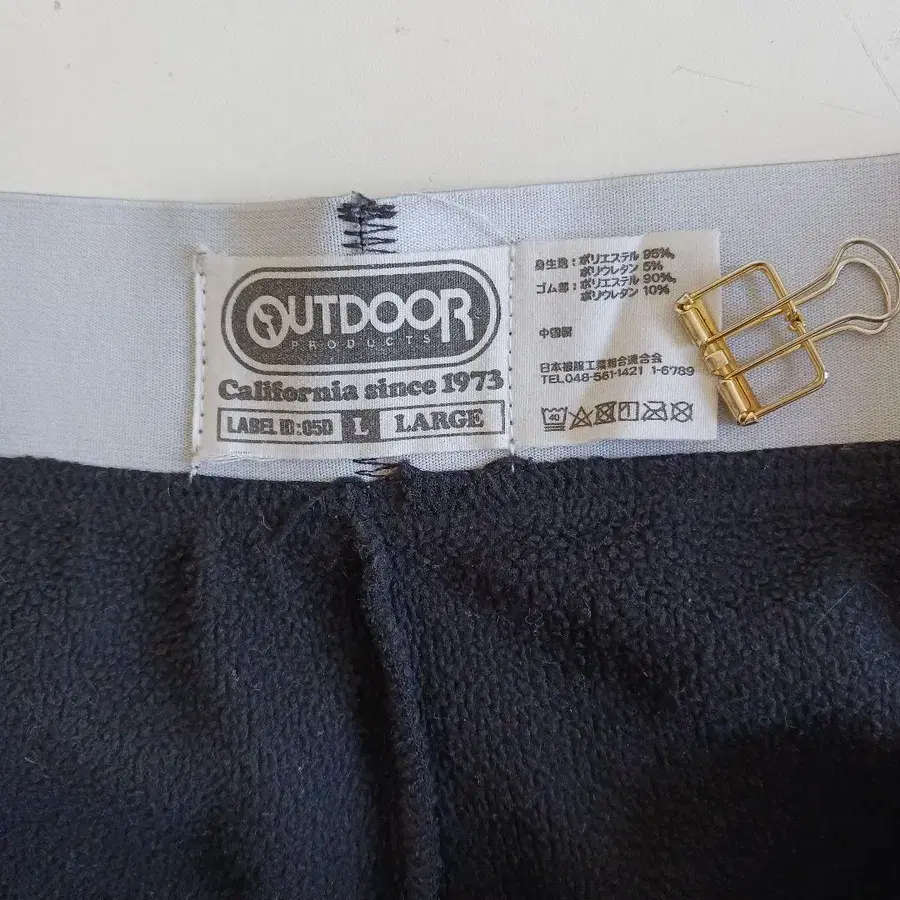 OUTDOOR
PRODUCTS
California since 1973
LABEL ID:05D L LARGE
身生地:ポリエステル 95%,
ポリウレタン 5%
ゴム部:ポリエステル 90%,
ポリウレタン 10%
中国製
日本被服工業組合連合会
TEL048-561-1421 1-6789
40